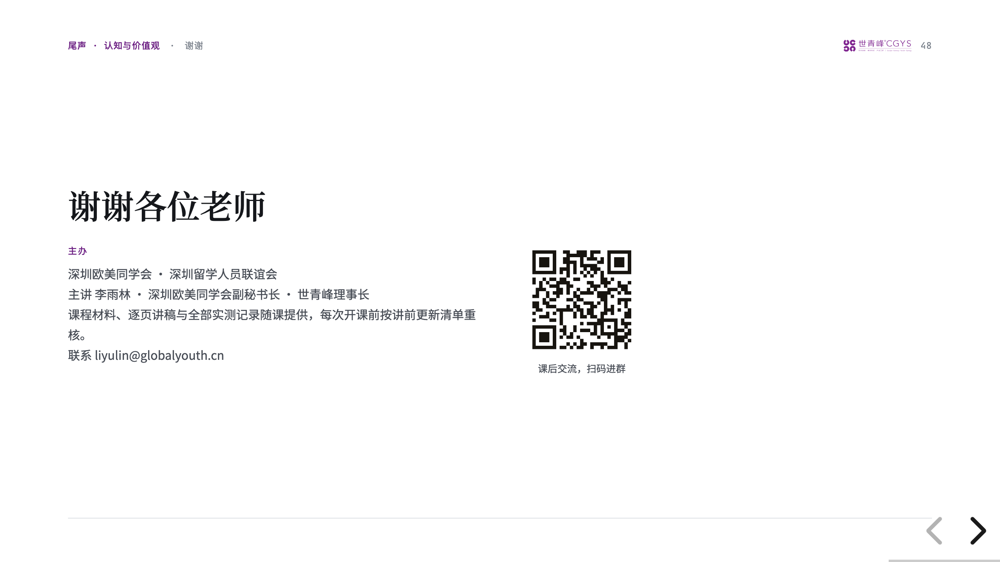 尾声 · 认知与价值观 · 谢谢
世青峰®CGYS 48
谢谢各位老师
主办
深圳欧美同学会 · 深圳留学人员联谊会
主讲 李雨林 · 深圳欧美同学会副秘书长 · 世青峰理事长
课程材料、逐页讲稿与全部实测记录随课提供，每次开课前按讲前更新清单重
核。
联系 liyulin@globalyouth.cn
课后交流，扫码进群